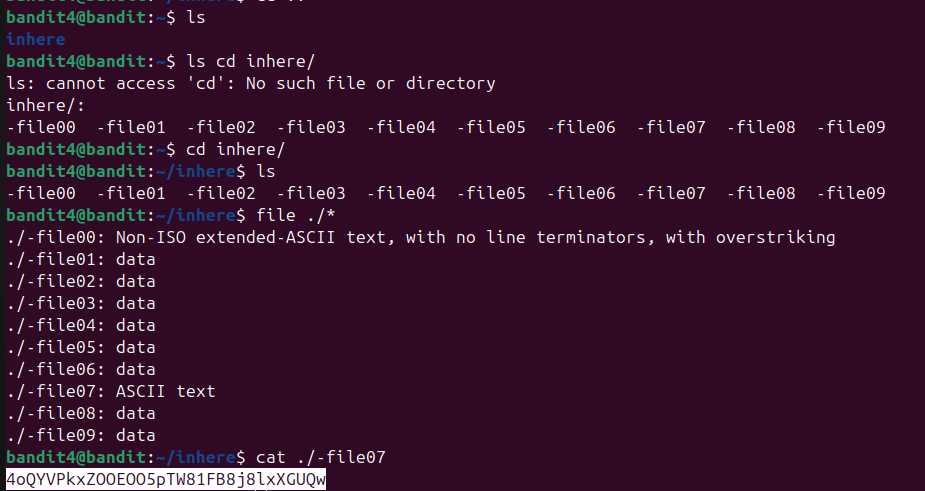 bandit4@bandit:~$ ls
inhere
bandit4@bandit:~$ ls cd inhere/
ls: cannot access 'cd': No such file or directory
inhere/:
-file00  -file01  -file02  -file03  -file04  -file05  -file06  -file07  -file08  -file09
bandit4@bandit:~$ cd inhere/
bandit4@bandit:~/inhere$ ls
-file00  -file01  -file02  -file03  -file04  -file05  -file06  -file07  -file08  -file09
bandit4@bandit:~/inhere$ file ./*
./-file00: Non-ISO extended-ASCII text, with no line terminators, with overstriking
./-file01: data
./-file02: data
./-file03: data
./-file04: data
./-file05: data
./-file06: data
./-file07: ASCII text
./-file08: data
./-file09: data
bandit4@bandit:~/inhere$ cat ./-file07
4oQYVPkxZOOEOO5pTW81FB8j8lxXGUQw